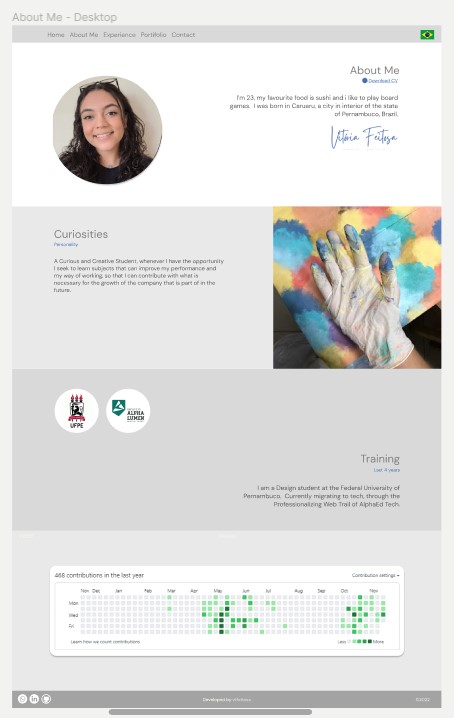 About Me - Desktop
Home About Me Experience Portifolio Contact
About Me
Download CV
I'm 23, my favourite food is sushi and i like to play board
games. I was born in Caruaru, a city in interior of the state
of Pernambuco, Brazil.
Vitória Feitosa
Curiosities
Personality
A Curious and Creative Student, whenever I have the opportunity
I seek to learn subjects that can improve my performance and
my way of working, so that I can contribute with what is
necessary for the growth of the company that is part of in the
future.
UFPE
ALPHA
LUMEN
Training
Last 4 years
I am a Design student at the Federal University of
Pernambuco. Currently migrating to tech, through the
Professionalizing Web Trail of AlphaEd Tech.
468 contributions in the last year
Contribution settings
Nov Dec Jan Feb Mar Apr May Jun Jul Aug Sep Oct Nov
Mon
Wed
Fri
Learn how we count contributions
Less More
Developed by